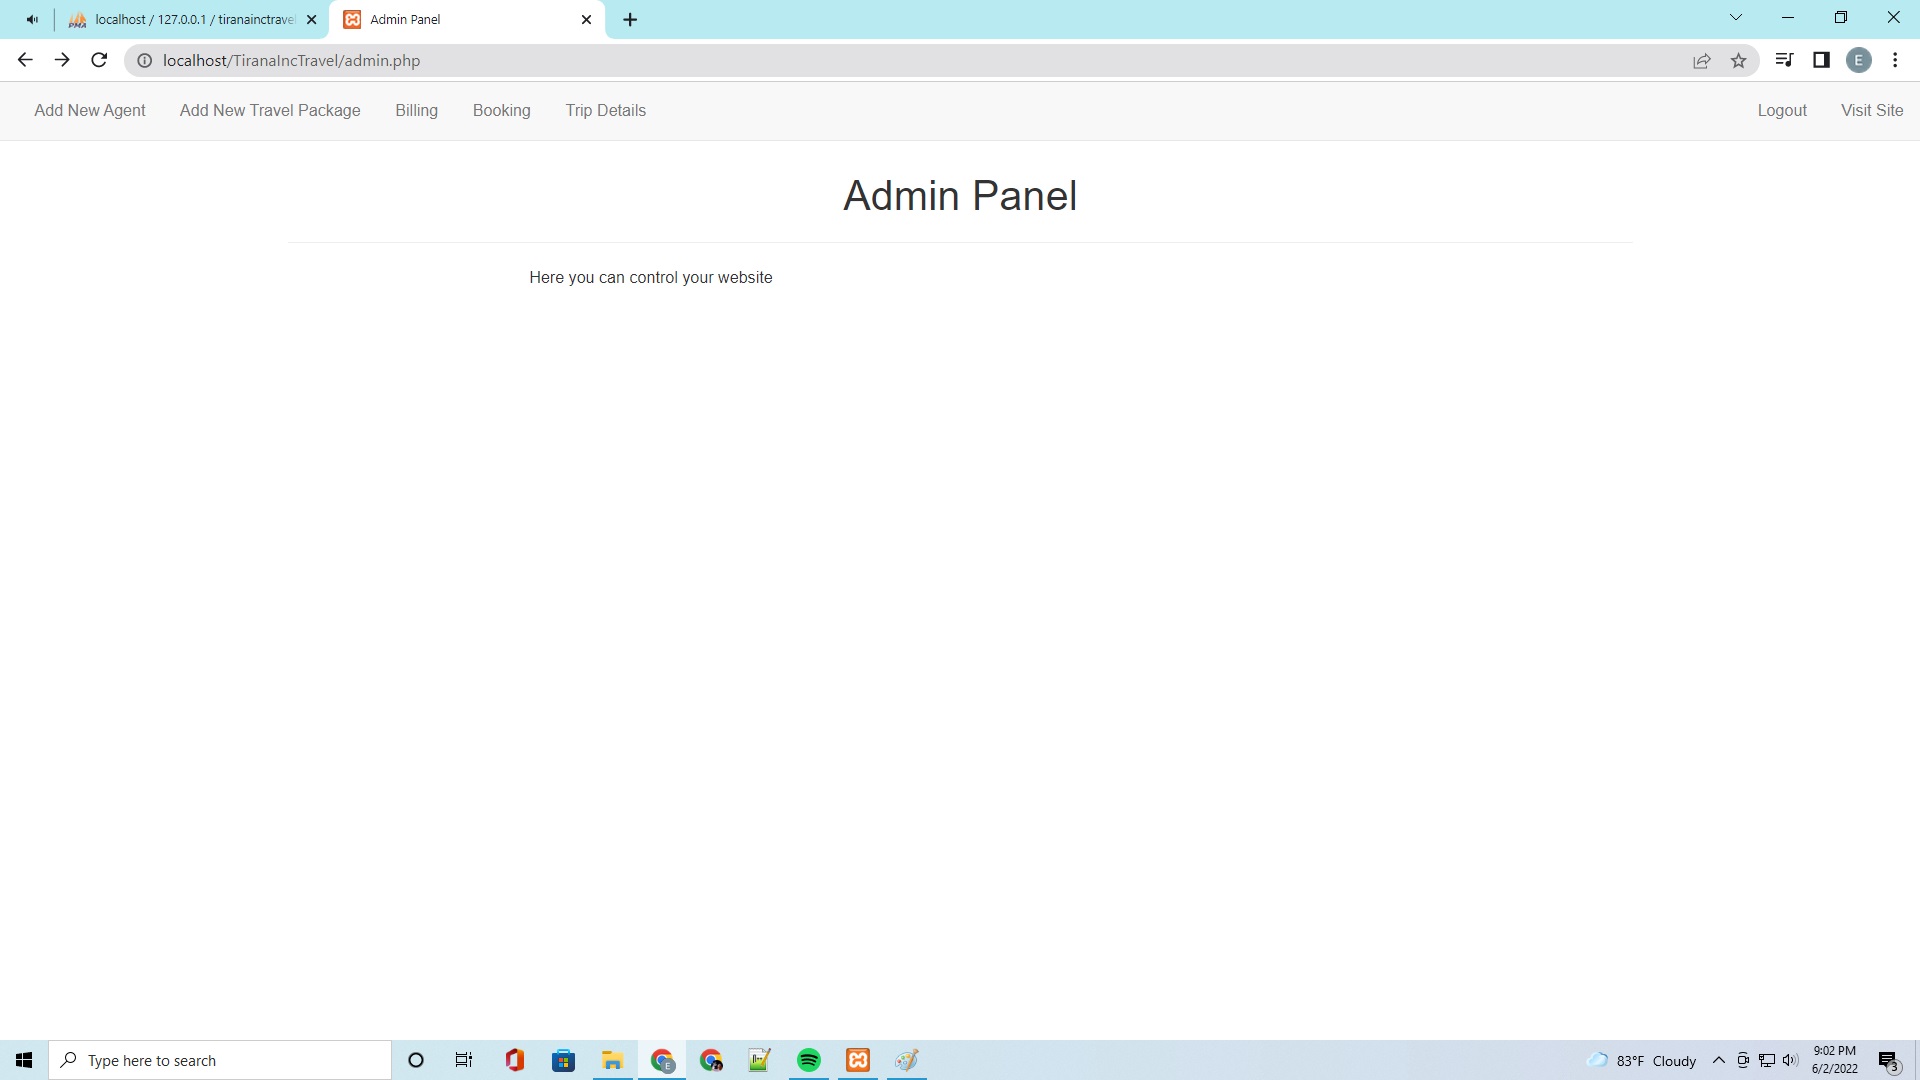 localhost / 127.0.0.1 / tiranainctravel
Admin Panel
localhost/TiranaIncTravel/admin.php
E
Add New Agent Add New Travel Package Billing Booking Trip Details Logout Visit Site
Admin Panel
Here you can control your website
Type here to search
83°F Cloudy
9:02 PM
6/2/2022
3